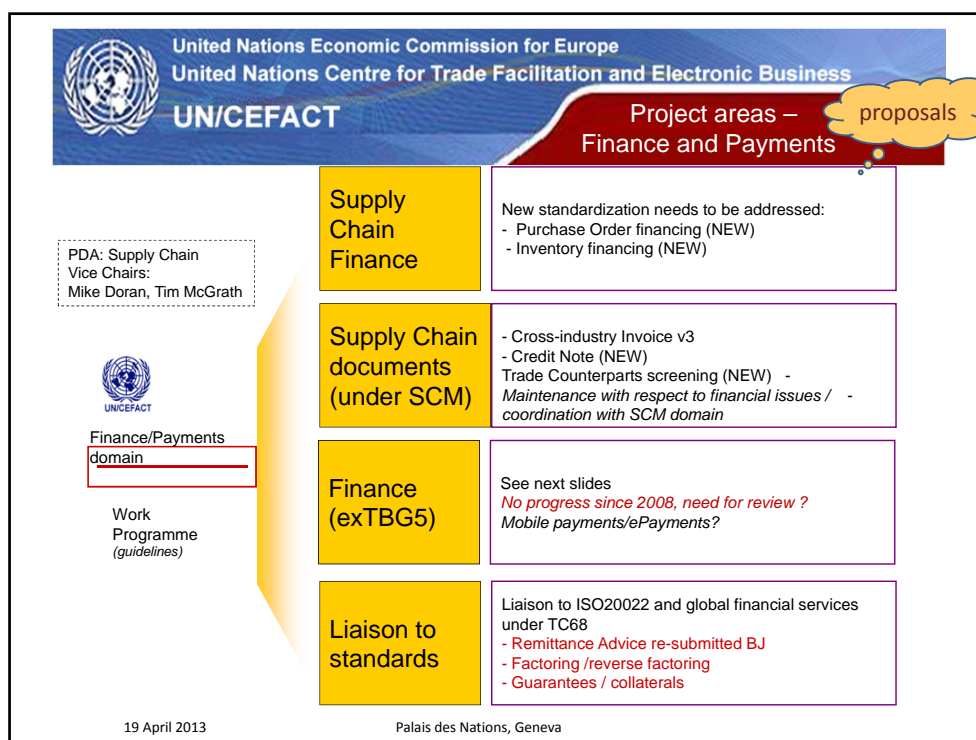 United Nations Economic Commission for Europe
United Nations Centre for Trade Facilitation and Electronic Business
UN/CEFACT
Project areas –
Finance and Payments
proposals
PDA: Supply Chain
Vice Chairs:
Mike Doran, Tim McGrath
UN/CEFACT
Finance/Payments
domain
Work
Programme
(guidelines)
Supply
Chain
Finance
New standardization needs to be addressed:
- Purchase Order financing (NEW)
- Inventory financing (NEW)
Supply Chain
documents
(under SCM)
- Cross-industry Invoice v3
- Credit Note (NEW)
Trade Counterparts screening (NEW) -
Maintenance with respect to financial issues / -
coordination with SCM domain
Finance
(exTBG5)
See next slides
No progress since 2008, need for review ?
Mobile payments/ePayments?
Liaison to
standards
Liaison to ISO20022 and global financial services
under TC68
- Remittance Advice re-submitted BJ
- Factoring /reverse factoring
- Guarantees / collaterals
19 April 2013
Palais des Nations, Geneva